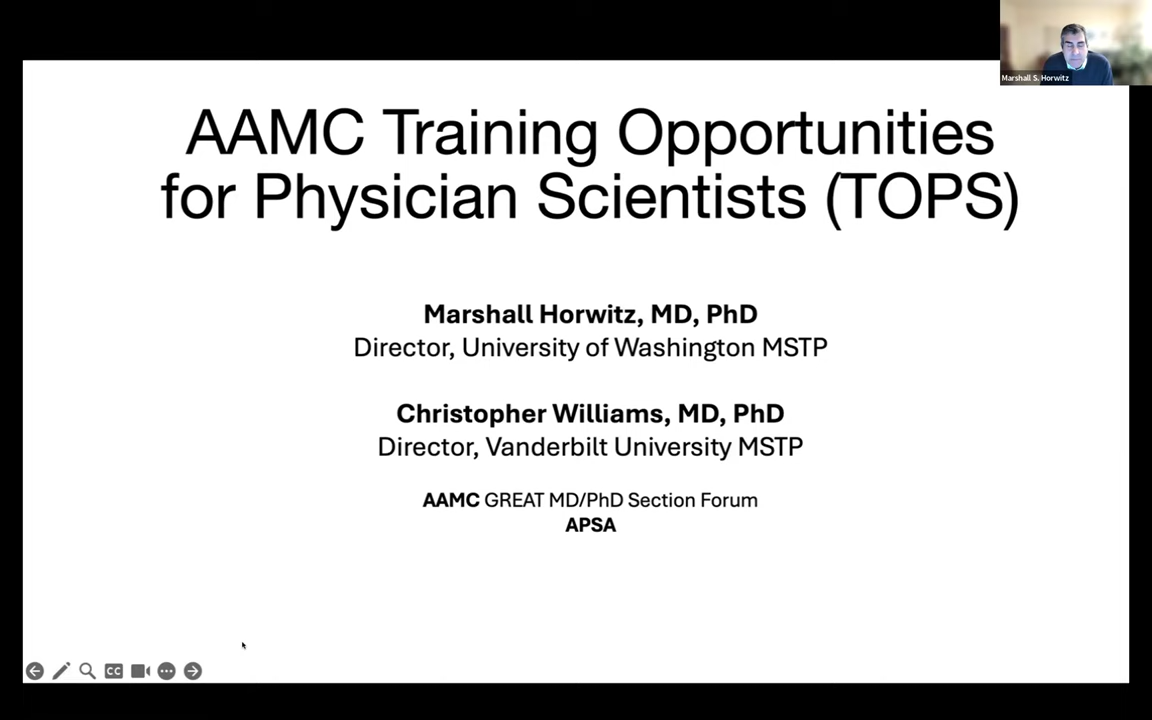 Marshall S. Horwitz
AAMC Training Opportunities
for Physician Scientists (TOPS)
Marshall Horwitz, MD, PhD
Director, University of Washington MSTP
Christopher Williams, MD, PhD
Director, Vanderbilt University MSTP
AAMC GREAT MD/PhD Section Forum
APSA
CC